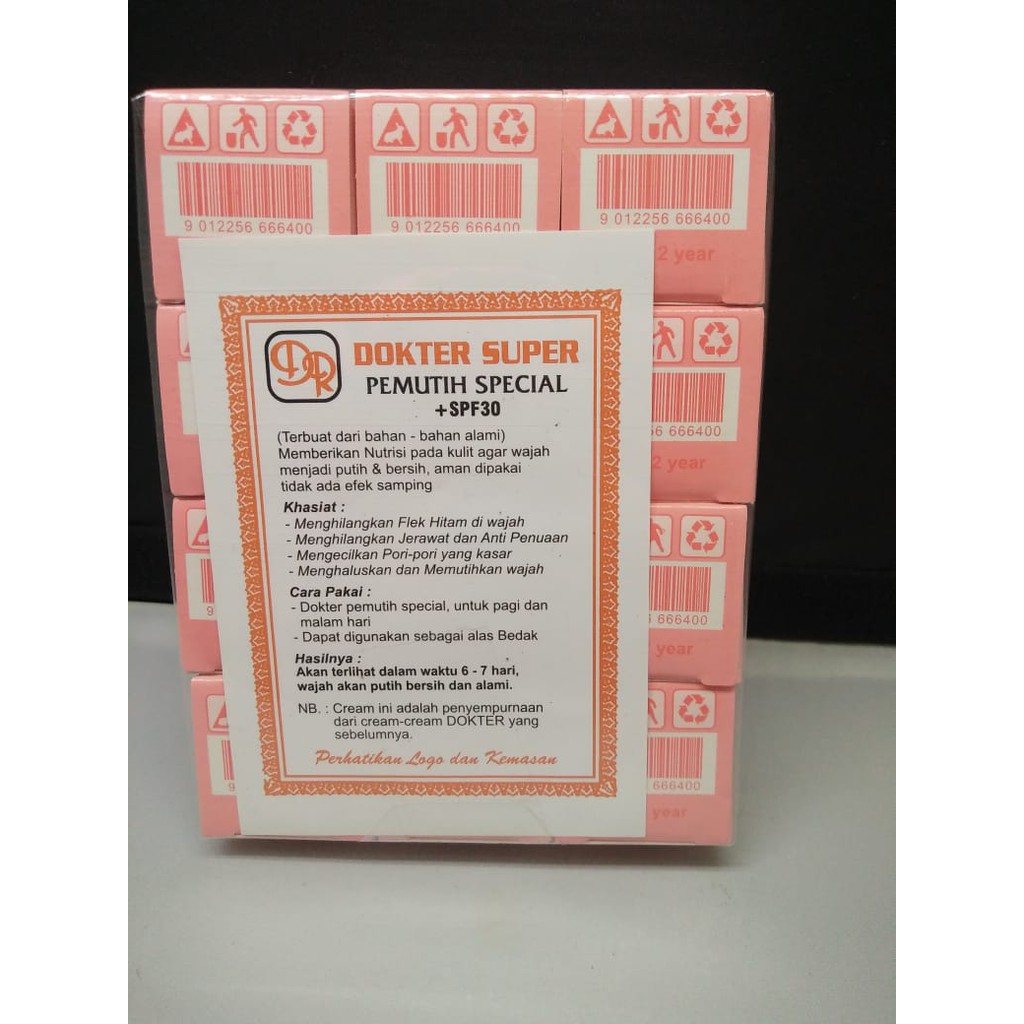 9 012256 666400
9 012256 666400
9 012256 666400
2 year
DR
DOKTER SUPER
PEMUTIH SPECIAL
+SPF30
(Terbuat dari bahan - bahan alami)
Memberikan Nutrisi pada kulit agar wajah
menjadi putih & bersih, aman dipakai
tidak ada efek samping
Khasiat :
- Menghilangkan Flek Hitam di wajah
- Menghilangkan Jerawat dan Anti Penuaan
- Mengecilkan Pori-pori yang kasar
- Menghaluskan dan Memutihkan wajah
Cara Pakai :
- Dokter pemutih special, untuk pagi dan
malam hari
- Dapat digunakan sebagai alas Bedak
Hasilnya :
Akan terlihat dalam waktu 6 - 7 hari,
wajah akan putih bersih dan alami.
NB. : Cream ini adalah penyempurnaan
dari cream-cream DOKTER yang
sebelumnya.
Perhatikan Logo dan Kemasan
56 666400
2 year
9
6 666400
year
9
666400
year